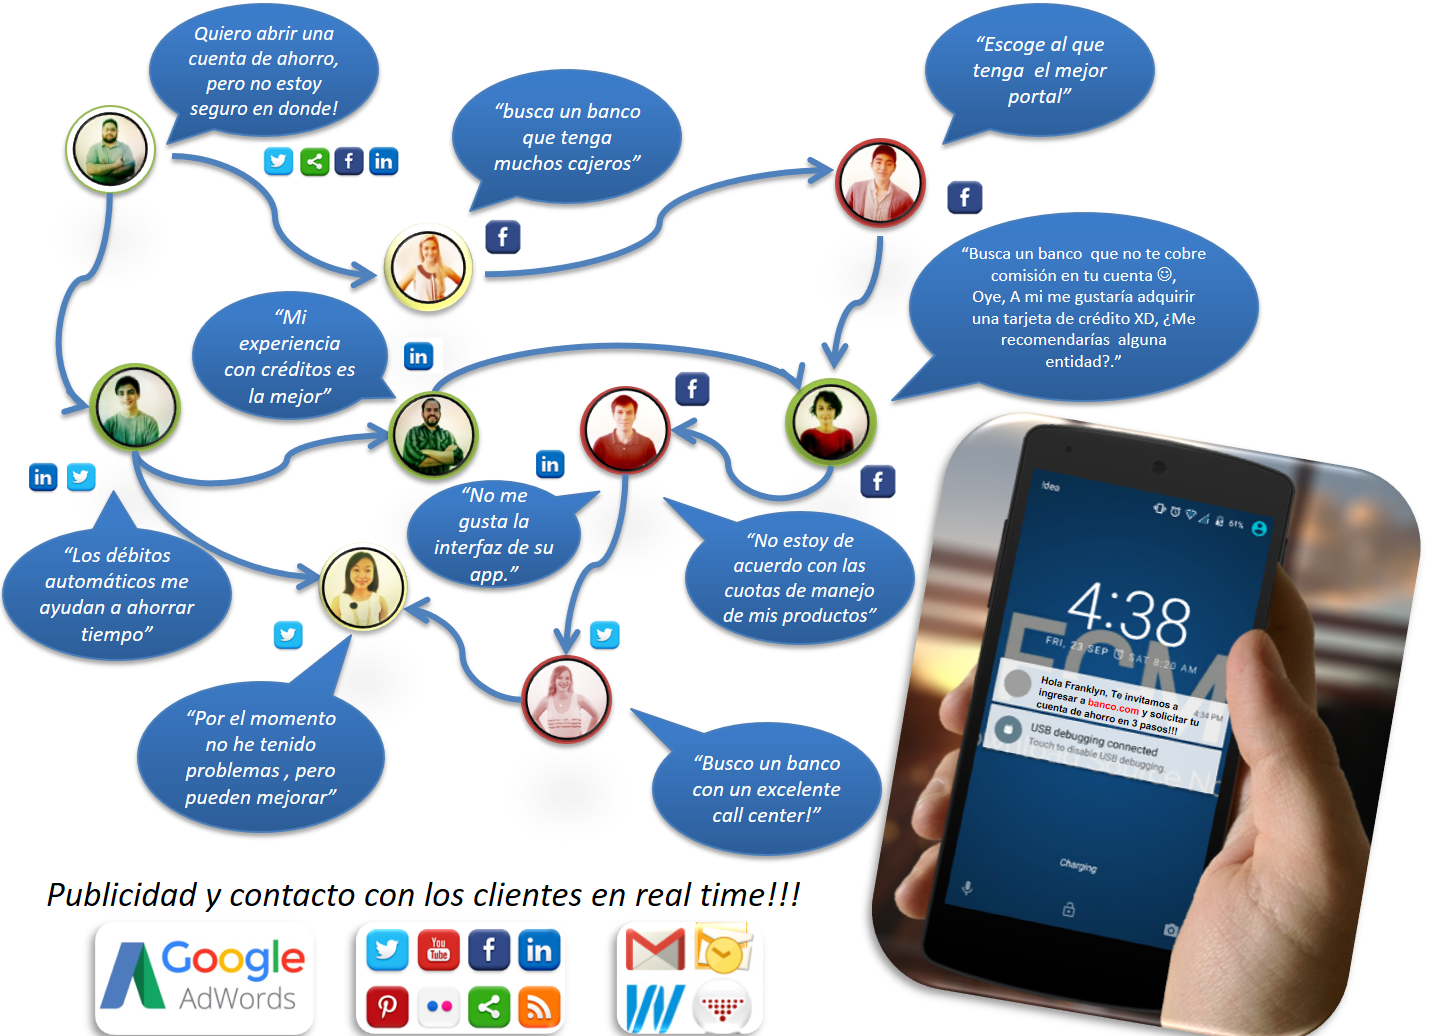 Quiero abrir una
cuenta de ahorro,
pero no estoy
seguro en donde!
“busca un banco
que tenga
muchos cajeros”
“Escoge al que
tenga el mejor
portal”
“Busca un banco que no te cobre
comisión en tu cuenta ☺,
Oye, A mi me gustaría adquirir
una tarjeta de crédito XD, ¿Me
recomendarías alguna
entidad?.”
“Mi
experiencia
con créditos es
la mejor”
“No me
gusta la
interfaz de su
app.”
“No estoy de
acuerdo con las
cuotas de manejo
de mis productos”
“Los débitos
automáticos me
ayudan a ahorrar
tiempo”
“Por el momento
no he tenido
problemas , pero
pueden mejorar”
“Busco un banco
con un excelente
call center!”
Idea
61%
4:38
FRI, 23 SEP SAT 8:20 AM
ECM
Hola Franklyn, Te invitamos a
ingresar a banco.com y solicitar tu
cuenta de ahorro en 3 pasos!!!
4:34 PM
USB debugging connected
Touch to disable USB debugging.
Charging
Publicidad y contacto con los clientes en real time!!!
Google
AdWords
You
Tube